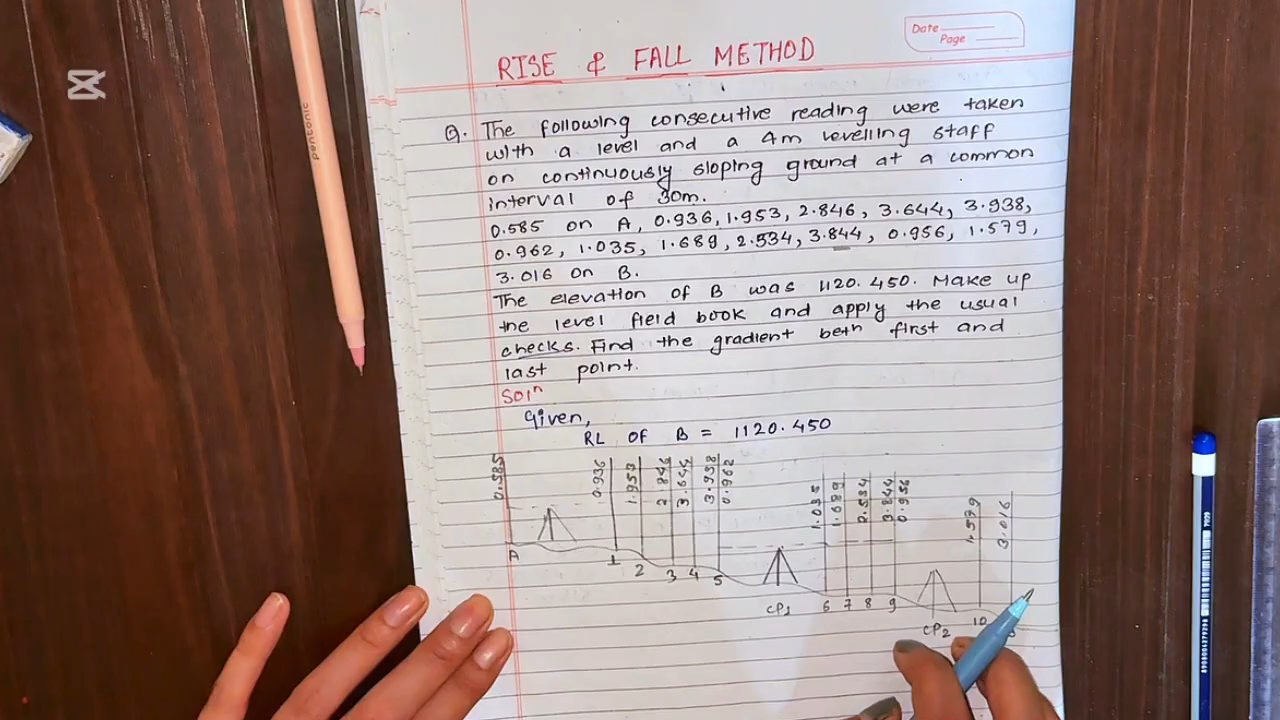 Date
Page
RISE & FALL METHOD
Q. The following consecutive reading were taken
with a level and a 4m levelling staff
on continuously sloping ground at a common
interval of 30m.
0.585 on A, 0.936, 1.953, 2.846, 3.644, 3.938,
0.962, 1.035, 1.689, 2.534, 3.844, 0.956, 1.579,
3.016 on B.
The elevation of B was 1120.450. Make up
the level field book and apply the usual
checks. Find the gradient betn first and
last point.
Soln
Given,
RL OF B = 1120.450
0.585
0.936
1.953
2.846
3.644
3.938
0.962
1.035
1.689
2.534
3.844
0.956
1.579
3.016
A
1
2
3
4
5
CP1
6
7
8
9
CP2
10
pentonic